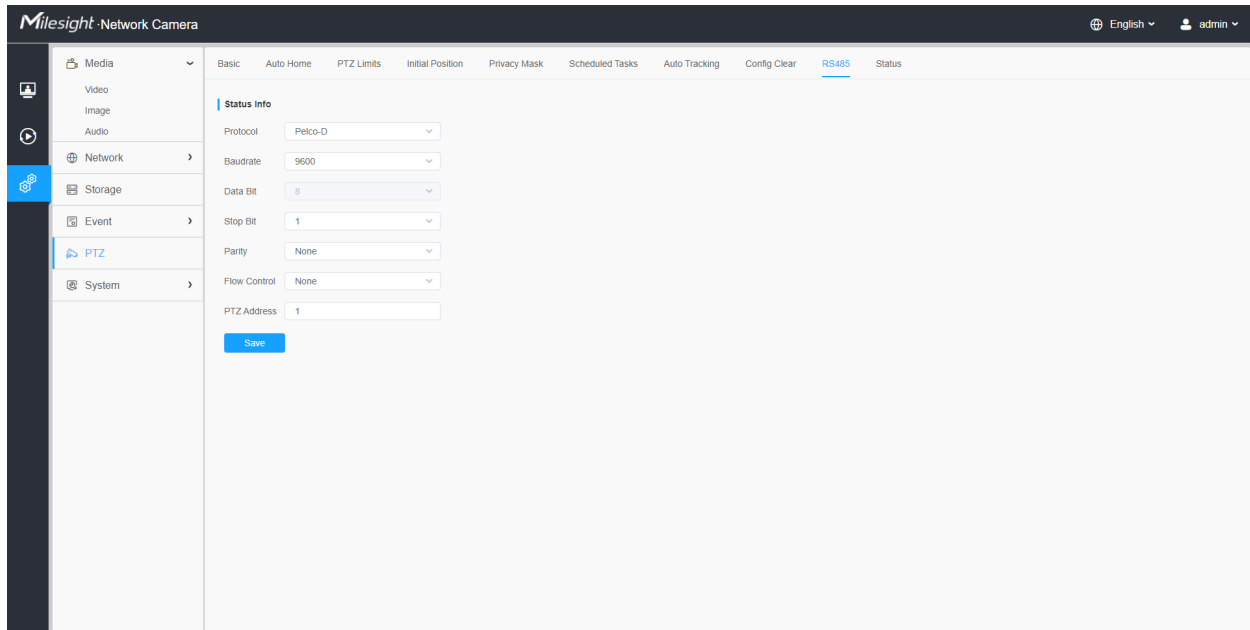 Milesight · Network Camera
English
admin
Media
Video
Image
Audio
Network
Storage
Event
PTZ
System
Basic
Auto Home
PTZ Limits
Initial Position
Privacy Mask
Scheduled Tasks
Auto Tracking
Config Clear
RS485
Status
Status Info
Protocol Pelco-D
Baudrate 9600
Data Bit 8
Stop Bit 1
Parity None
Flow Control None
PTZ Address 1
Save